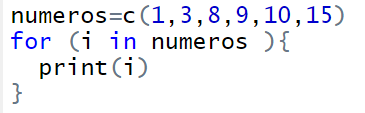 numeros=c(1,3,8,9,10,15)
for (i in numeros ){
  print(i)
}